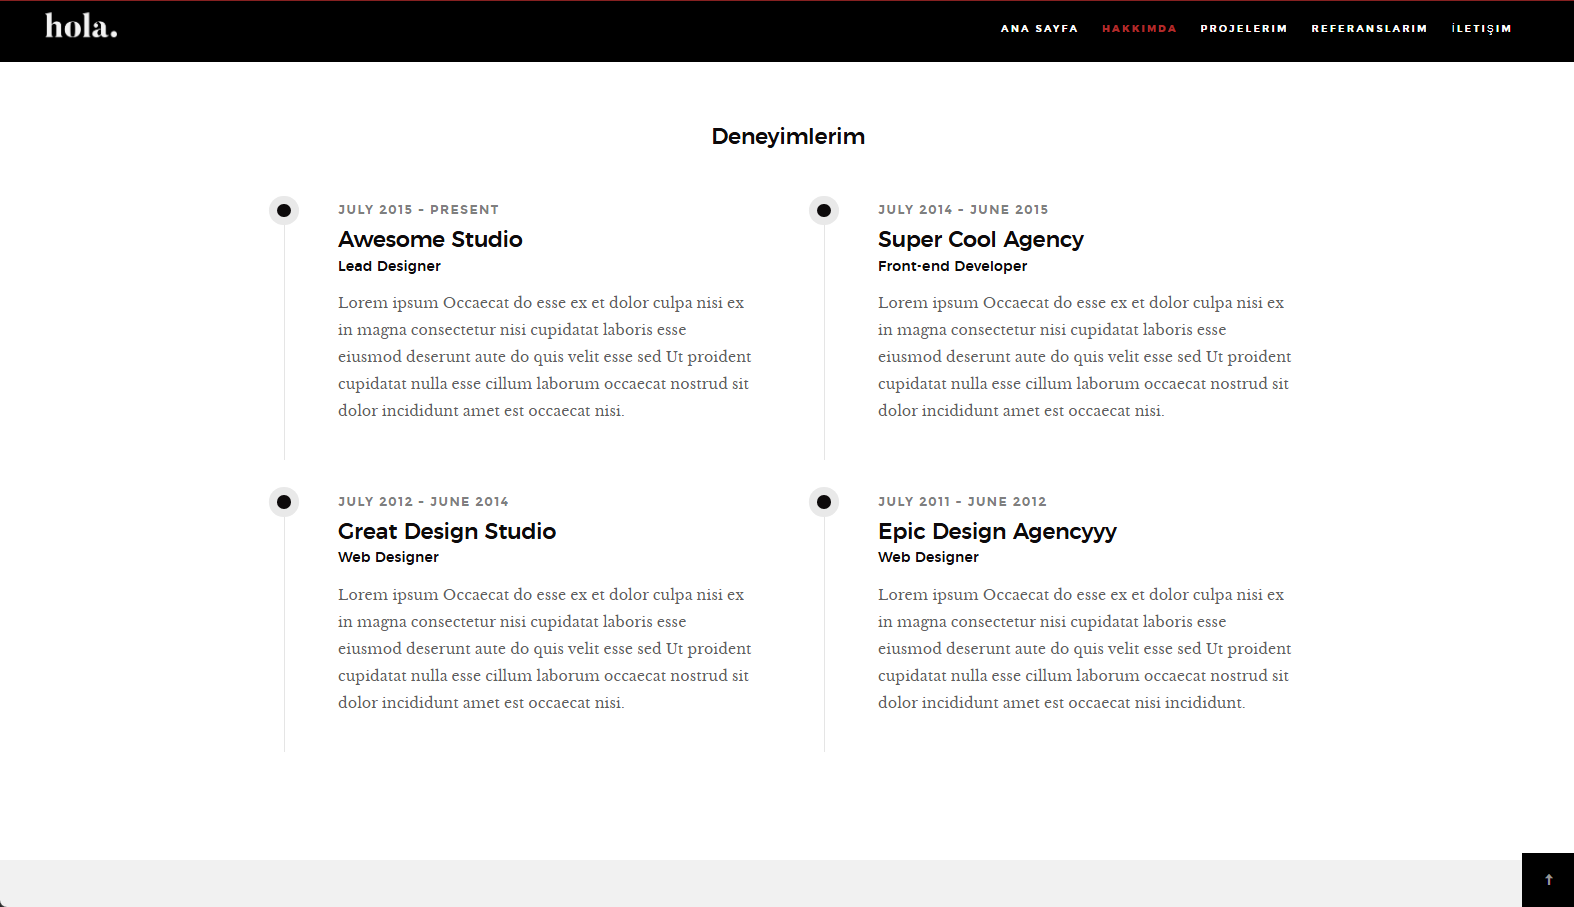 hola.
ANA SAYFA HAKKIMDA PROJELERIM REFERANSLARIM İLETİŞIM
Deneyimlerim
JULY 2015 - PRESENT
Awesome Studio
Lead Designer
Lorem ipsum Occaecat do esse ex et dolor culpa nisi ex
in magna consectetur nisi cupidatat laboris esse
eiusmod deserunt aute do quis velit esse sed Ut proident
cupidatat nulla esse cillum laborum occaecat nostrud sit
dolor incididunt amet est occaecat nisi.
JULY 2014 - JUNE 2015
Super Cool Agency
Front-end Developer
Lorem ipsum Occaecat do esse ex et dolor culpa nisi ex
in magna consectetur nisi cupidatat laboris esse
eiusmod deserunt aute do quis velit esse sed Ut proident
cupidatat nulla esse cillum laborum occaecat nostrud sit
dolor incididunt amet est occaecat nisi.
JULY 2012 - JUNE 2014
Great Design Studio
Web Designer
Lorem ipsum Occaecat do esse ex et dolor culpa nisi ex
in magna consectetur nisi cupidatat laboris esse
eiusmod deserunt aute do quis velit esse sed Ut proident
cupidatat nulla esse cillum laborum occaecat nostrud sit
dolor incididunt amet est occaecat nisi.
JULY 2011 - JUNE 2012
Epic Design Agencyyy
Web Designer
Lorem ipsum Occaecat do esse ex et dolor culpa nisi ex
in magna consectetur nisi cupidatat laboris esse
eiusmod deserunt aute do quis velit esse sed Ut proident
cupidatat nulla esse cillum laborum occaecat nostrud sit
dolor incididunt amet est occaecat nisi incididunt.